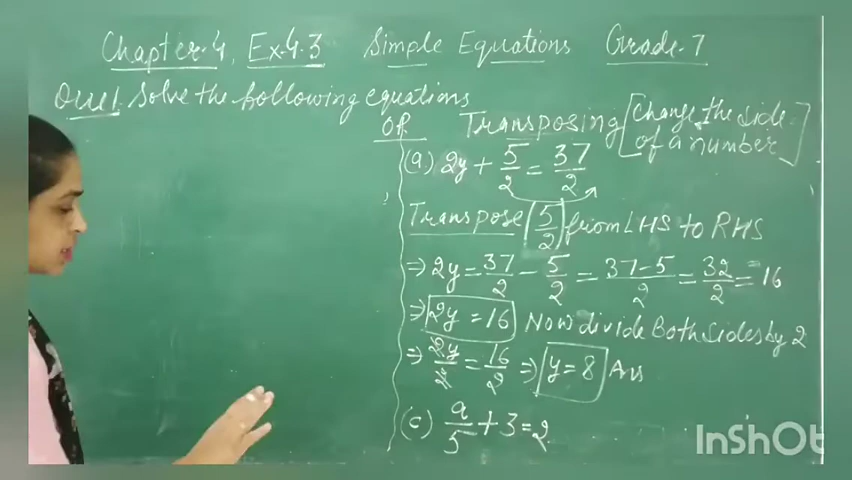 Chapter-4, Ex-4.3 Simple Equations Grade-7
Que1. Solve the following equations
OR Transposing [Change the side of a number]
(a) 2y + 5/2 = 37/2
Transpose (5/2) from LHS to RHS
⇒ 2y = 37/2 - 5/2 = 37-5/2 = 32/2 = 16
⇒ 2y = 16 Now divide Both sides by 2
⇒ 2y/2 = 16/2 ⇒ y = 8 Ans
(c) a/5 + 3 = 2
InShOt